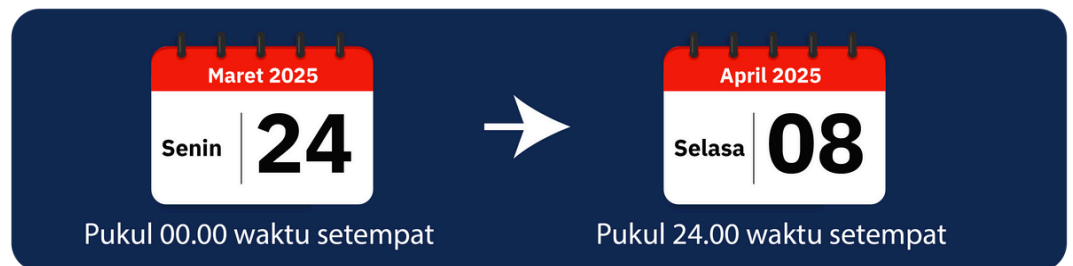 Maret 2025
Senin 24
Pukul 00.00 waktu setempat
April 2025
Selasa 08
Pukul 24.00 waktu setempat